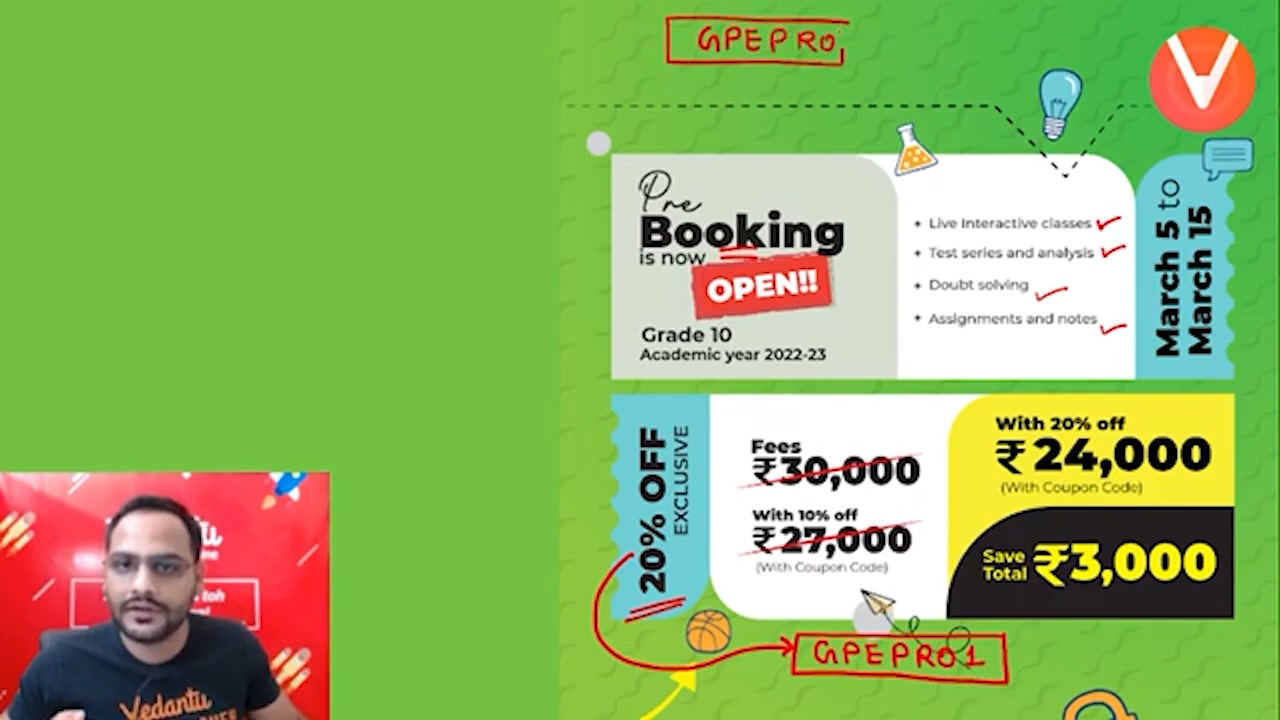 GPEPRO
Pre
Booking
is now
OPEN!!
Grade 10
Academic year 2022-23
Live Interactive classes
Test series and analysis
Doubt solving
Assignments and notes
March 5 to
March 15
20% OFF
EXCLUSIVE
Fees
₹30,000
With 10% off
₹27,000
(With Coupon Code)
With 20% off
₹24,000
(With Coupon Code)
Save
Total
₹3,000
GPEPRO1
toh
Vedantu